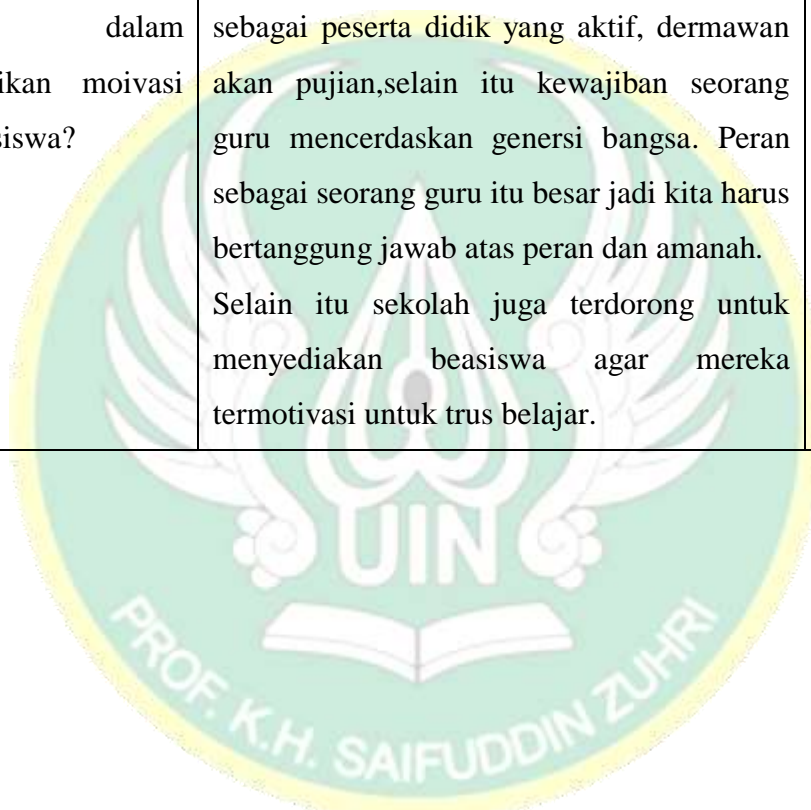 dalam
ikan moivasi
siswa?
sebagai peserta didik yang aktif, dermawan
akan pujian,selain itu kewajiban seorang
guru mencerdaskan genersi bangsa. Peran
sebagai seorang guru itu besar jadi kita harus
bertanggung jawab atas peran dan amanah.
Selain itu sekolah juga terdorong untuk
menyediakan beasiswa agar mereka
termotivasi untuk trus belajar.
UIN
PROF. K.H. SAIFUDDIN ZUHRI